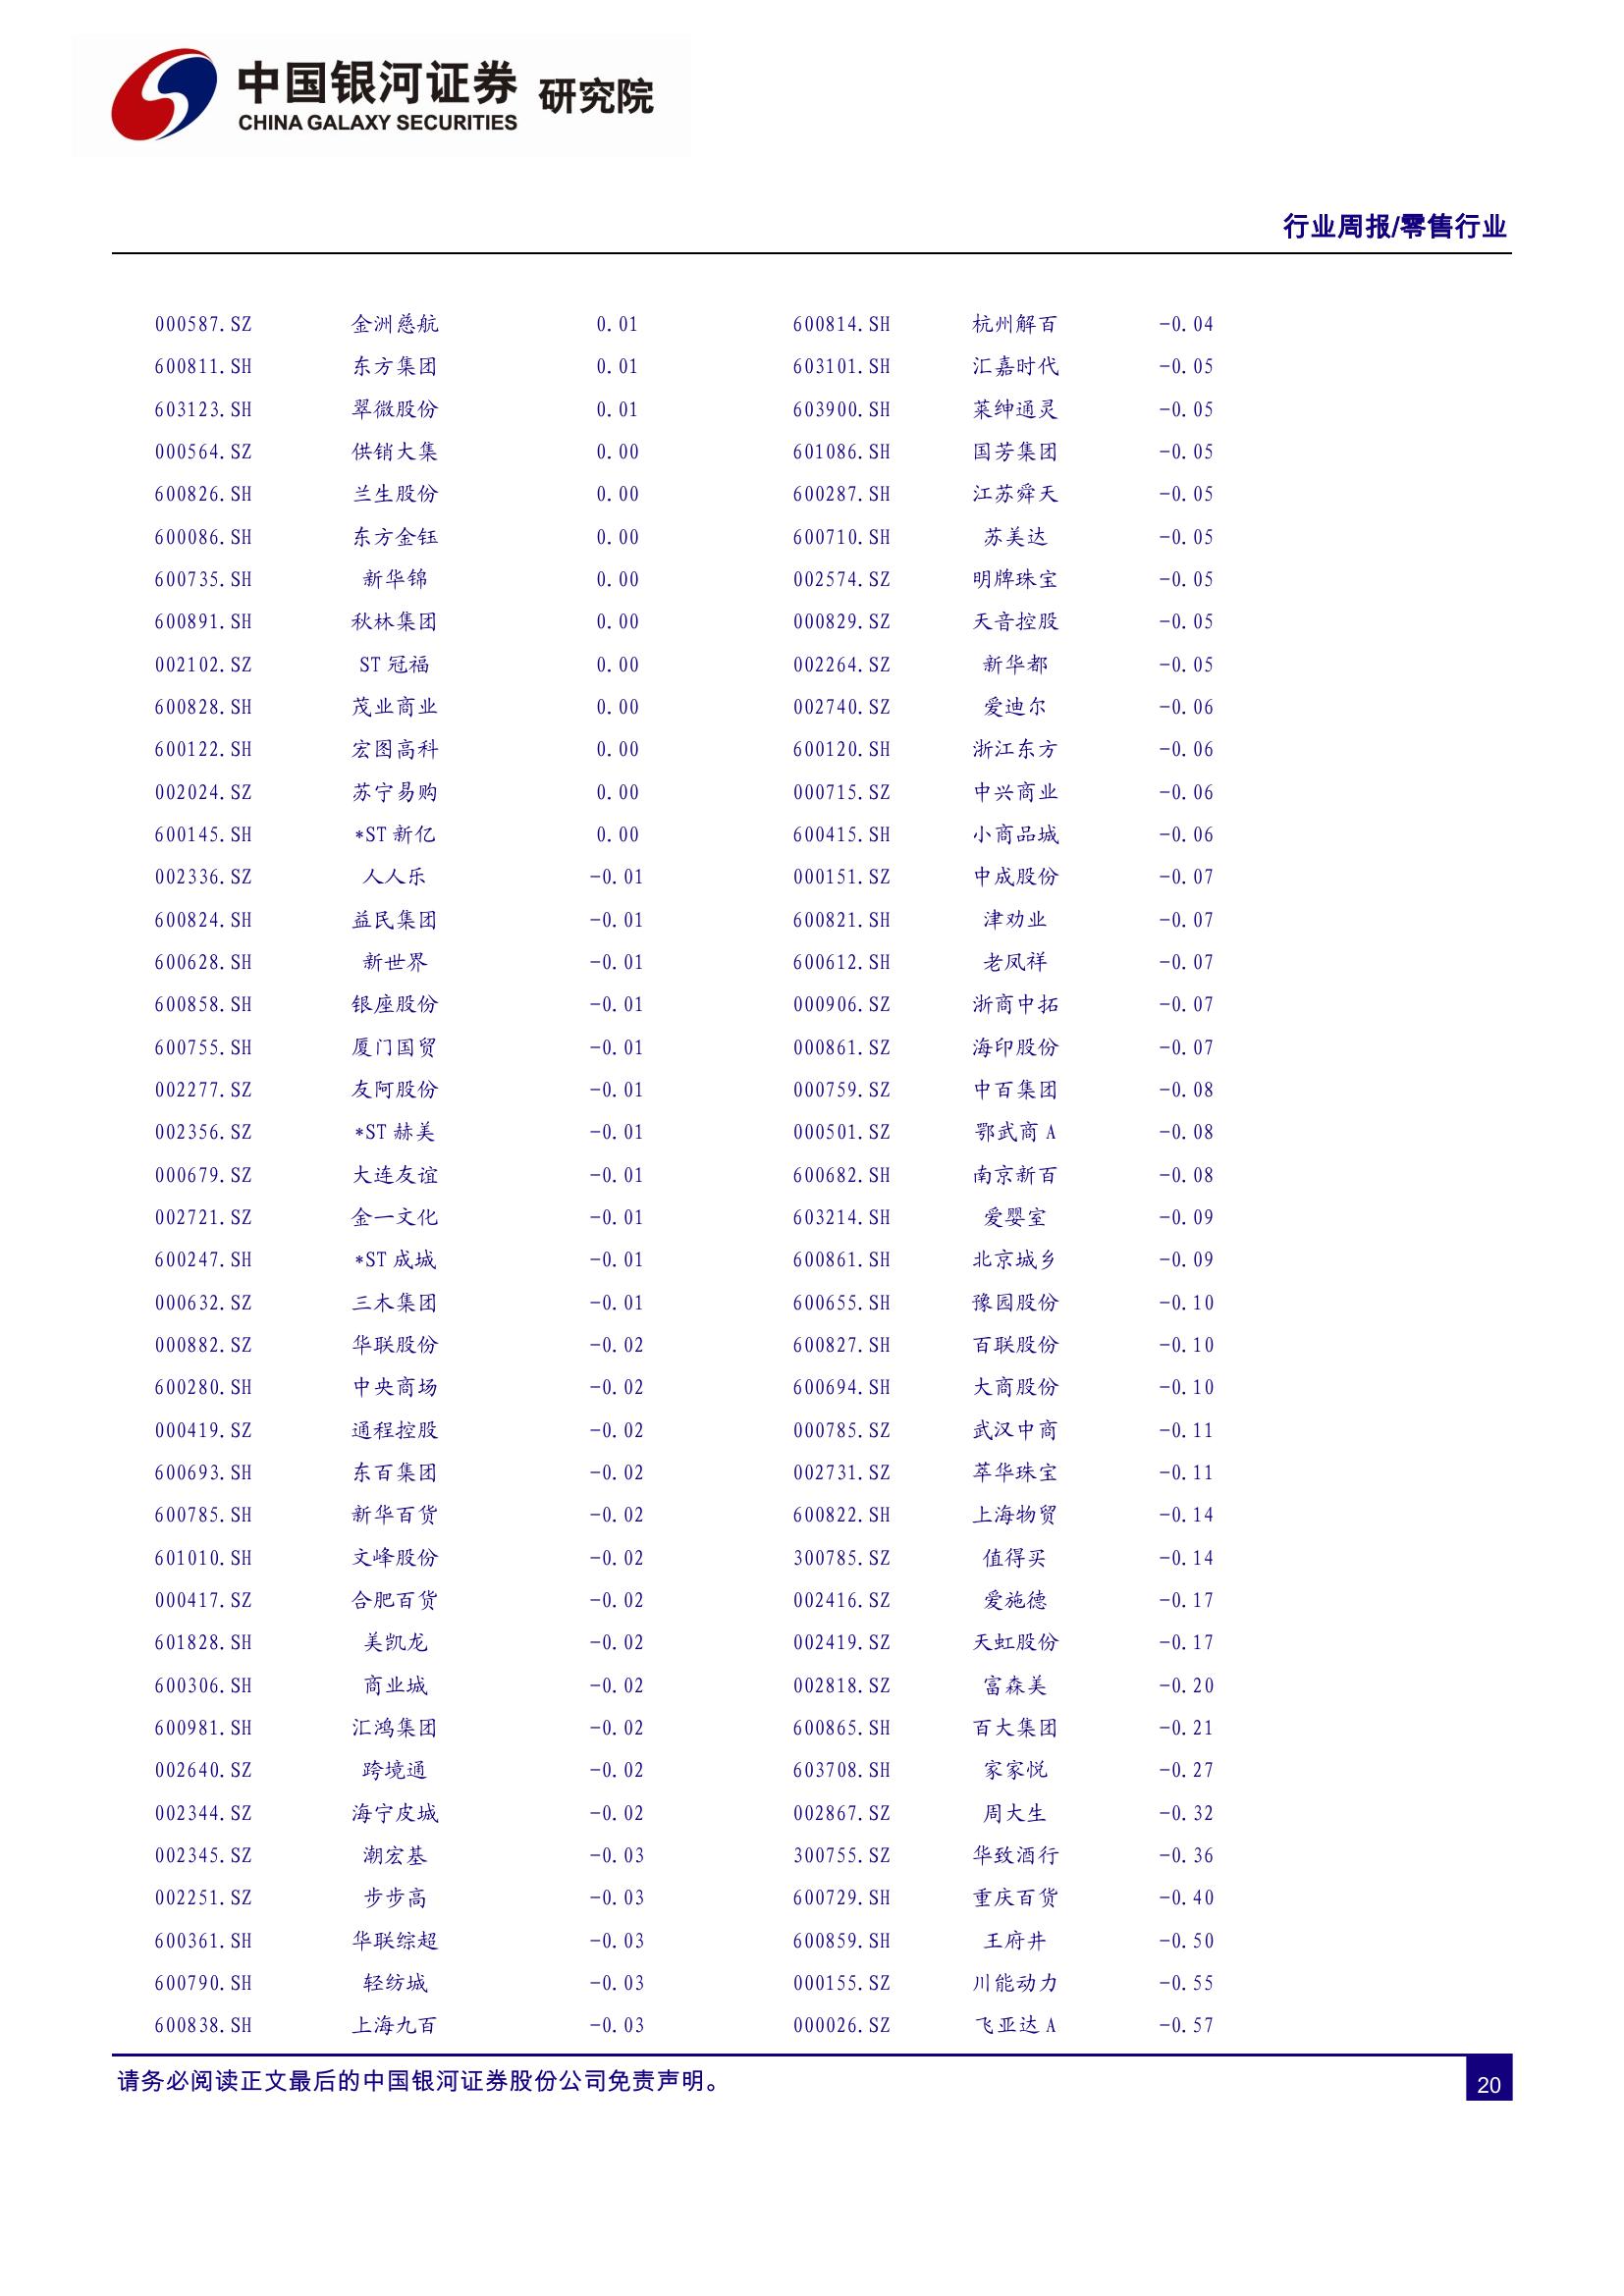 中国银河证券 研究院
CHINA GALAXY SECURITIES
行业周报/零售行业
000587.SZ 金洲慈航 0.01 600814.SH 杭州解百 -0.04
600811.SH 东方集团 0.01 603101.SH 汇嘉时代 -0.05
603123.SH 翠微股份 0.01 603900.SH 莱绅通灵 -0.05
000564.SZ 供销大集 0.00 601086.SH 国芳集团 -0.05
600826.SH 兰生股份 0.00 600287.SH 江苏舜天 -0.05
600086.SH 东方金钰 0.00 600710.SH 苏美达 -0.05
600735.SH 新华锦 0.00 002574.SZ 明牌珠宝 -0.05
600891.SH 秋林集团 0.00 000829.SZ 天音控股 -0.05
002102.SZ ST 冠福 0.00 002264.SZ 新华都 -0.05
600828.SH 茂业商业 0.00 002740.SZ 爱迪尔 -0.06
600122.SH 宏图高科 0.00 600120.SH 浙江东方 -0.06
002024.SZ 苏宁易购 0.00 000715.SZ 中兴商业 -0.06
600145.SH *ST 新亿 0.00 600415.SH 小商品城 -0.06
002336.SZ 人人乐 -0.01 000151.SZ 中成股份 -0.07
600824.SH 益民集团 -0.01 600821.SH 津劝业 -0.07
600628.SH 新世界 -0.01 600612.SH 老凤祥 -0.07
600858.SH 银座股份 -0.01 000906.SZ 浙商中拓 -0.07
600755.SH 厦门国贸 -0.01 000861.SZ 海印股份 -0.07
002277.SZ 友阿股份 -0.01 000759.SZ 中百集团 -0.08
002356.SZ *ST 赫美 -0.01 000501.SZ 鄂武商 A -0.08
000679.SZ 大连友谊 -0.01 600682.SH 南京新百 -0.08
002721.SZ 金一文化 -0.01 603214.SH 爱婴室 -0.09
600247.SH *ST 成城 -0.01 600861.SH 北京城乡 -0.09
000632.SZ 三木集团 -0.01 600655.SH 豫园股份 -0.10
000882.SZ 华联股份 -0.02 600827.SH 百联股份 -0.10
600280.SH 中央商场 -0.02 600694.SH 大商股份 -0.10
000419.SZ 通程控股 -0.02 000785.SZ 武汉中商 -0.11
600693.SH 东百集团 -0.02 002731.SZ 萃华珠宝 -0.11
600785.SH 新华百货 -0.02 600822.SH 上海物贸 -0.14
601010.SH 文峰股份 -0.02 300785.SZ 值得买 -0.14
000417.SZ 合肥百货 -0.02 002416.SZ 爱施德 -0.17
601828.SH 美凯龙 -0.02 002419.SZ 天虹股份 -0.17
600306.SH 商业城 -0.02 002818.SZ 富森美 -0.20
600981.SH 汇鸿集团 -0.02 600865.SH 百大集团 -0.21
002640.SZ 跨境通 -0.02 603708.SH 家家悦 -0.27
002344.SZ 海宁皮城 -0.02 002867.SZ 周大生 -0.32
002345.SZ 潮宏基 -0.03 300755.SZ 华致酒行 -0.36
002251.SZ 步步高 -0.03 600729.SH 重庆百货 -0.40
600361.SH 华联综超 -0.03 600859.SH 王府井 -0.50
600790.SH 轻纺城 -0.03 000155.SZ 川能动力 -0.55
600838.SH 上海九百 -0.03 000026.SZ 飞亚达 A -0.57
请务必阅读正文最后的中国银河证券股份公司免责声明。 20